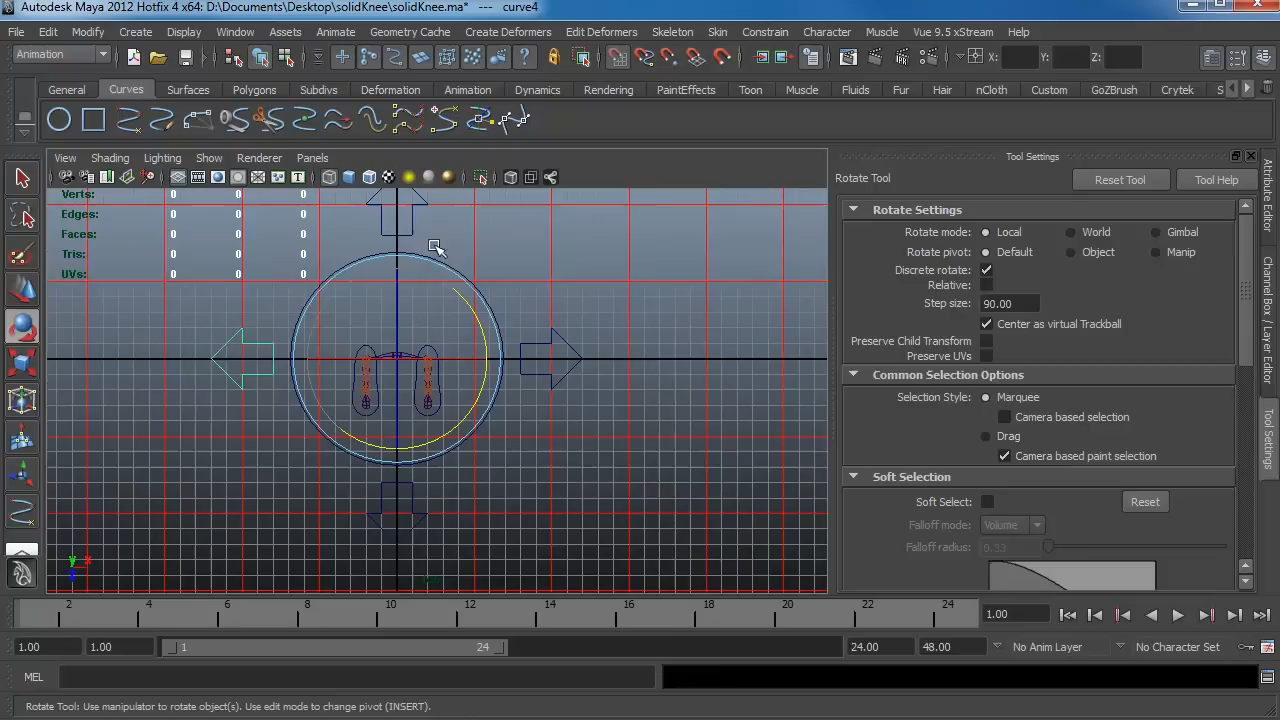 Autodesk Maya 2012 Hotfix 4 x64: D:\Documents\Desktop\solidKnee\solidKnee.ma* --- curve4
File Edit Modify Create Display Window Assets Animate Geometry Cache Create Deformers Edit Deformers Skeleton Skin Constrain Character Muscle Vue 9.5 xStream Help
Animation X: Y: Z:
General Curves Surfaces Polygons Subdivs Deformation Animation Dynamics Rendering PaintEffects Toon Muscle Fluids Fur Hair nCloth Custom GoZBrush Crytek S
View Shading Lighting Show Renderer Panels
Tool Settings
Rotate Tool Reset Tool Tool Help
Verts: 0 0 0
Edges: 0 0 0
Faces: 0 0 0
Tris: 0 0 0
UVs: 0 0 0
y x
z
Rotate Settings
Rotate mode: Local World Gimbal
Rotate pivot: Default Object Manip
Discrete rotate:
Relative:
Step size: 90.00
Center as virtual Trackball
Preserve Child Transform
Preserve UVs
Common Selection Options
Selection Style: Marquee
Camera based selection
Drag
Camera based paint selection
Soft Selection
Soft Select: Reset
Falloff mode: Volume
Falloff radius: 0.33
Attribute Editor
Channel Box / Layer Editor
Tool Settings
2 4 6 8 10 12 14 16 18 20 22 24 1.00
1.00 1.00 1 24 24.00 48.00 No Anim Layer No Character Set
MEL
Rotate Tool: Use manipulator to rotate object(s). Use edit mode to change pivot (INSERT).